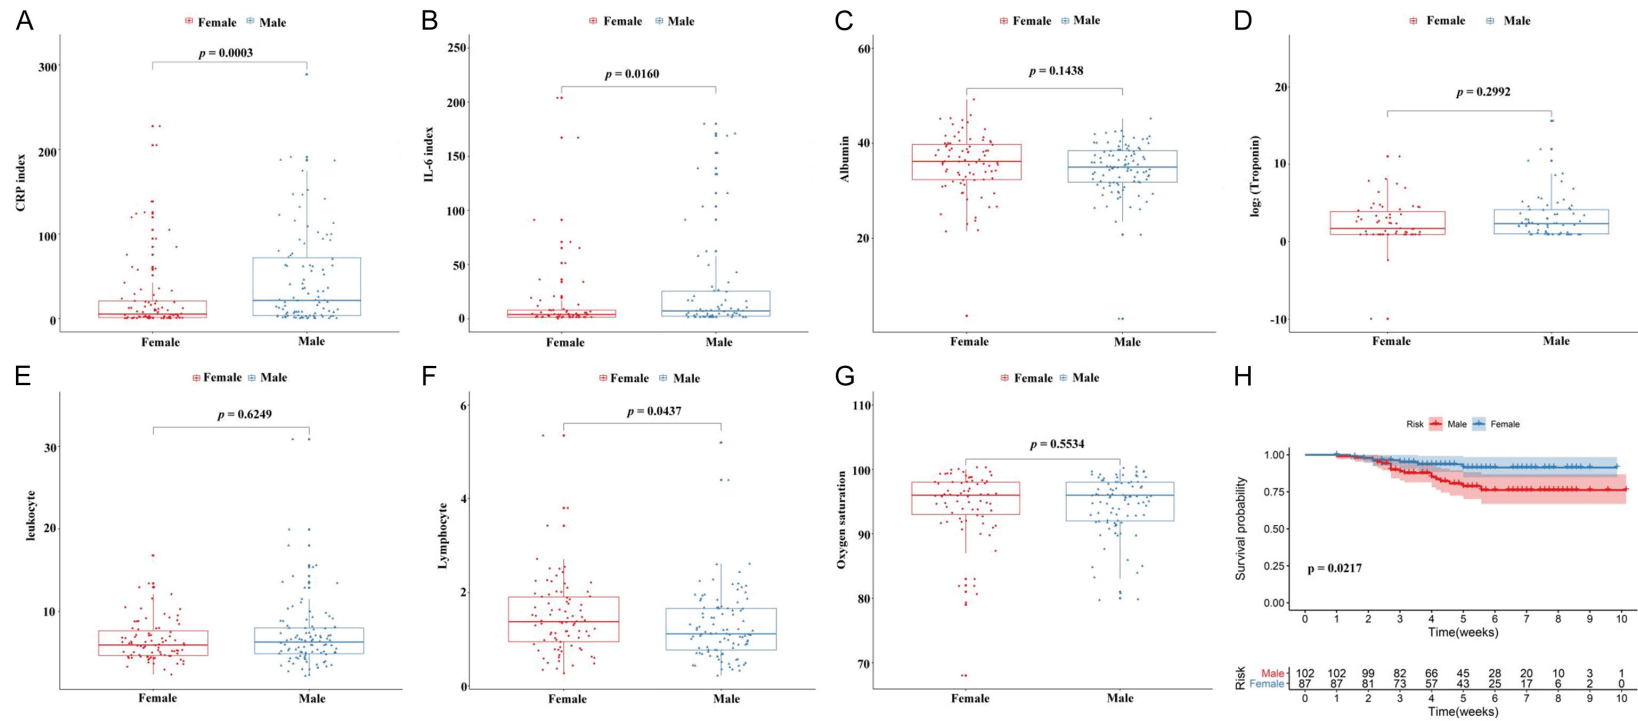 A
Female Male
p = 0.0003
CRP index
300
200
100
0
Female Male
B
Female Male
p = 0.0160
IL-6 index
250
200
150
100
50
0
Female Male
C
Female Male
p = 0.1438
Albumin
60
40
20
Female Male
D
Female Male
p = 0.2992
log₂ (Troponin)
20
10
0
-10
Female Male
E
Female Male
p = 0.6249
leukocyte
30
20
10
Female Male
F
Female Male
p = 0.0437
Lymphocyte
6
4
2
0
Female Male
G
Female Male
p = 0.5534
Oxygen saturation
110
100
90
80
70
Female Male
H
Risk Male Female
Survival probability
1.00
0.75
0.50
0.25
0.00
p = 0.0217
0 1 2 3 4 5 6 7 8 9 10
Time(weeks)
Risk
Male 102 102 99 82 66 45 28 20 10 3 1
Female 87 87 81 73 57 43 25 17 6 2 0
0 1 2 3 4 5 6 7 8 9 10
Time(weeks)